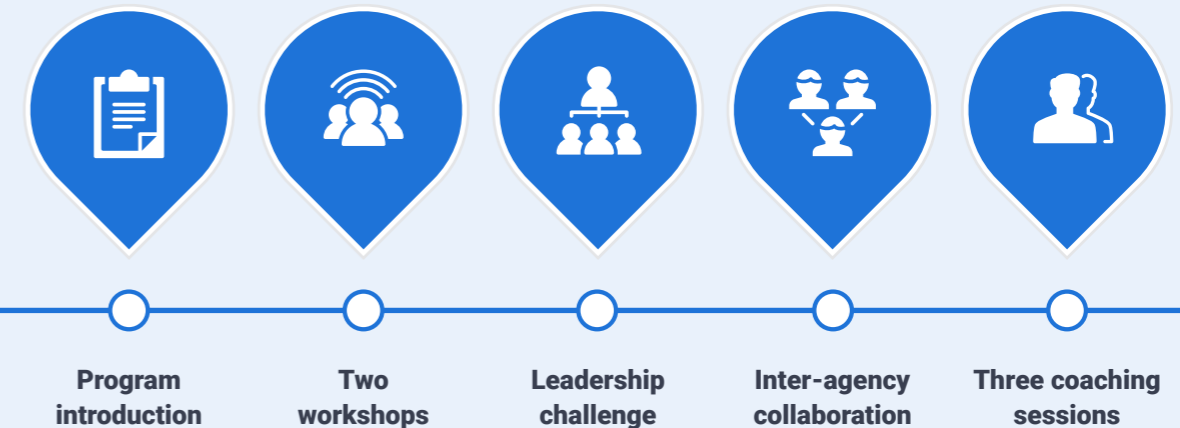 Program
introduction
Two
workshops
Leadership
challenge
Inter-agency
collaboration
Three coaching
sessions